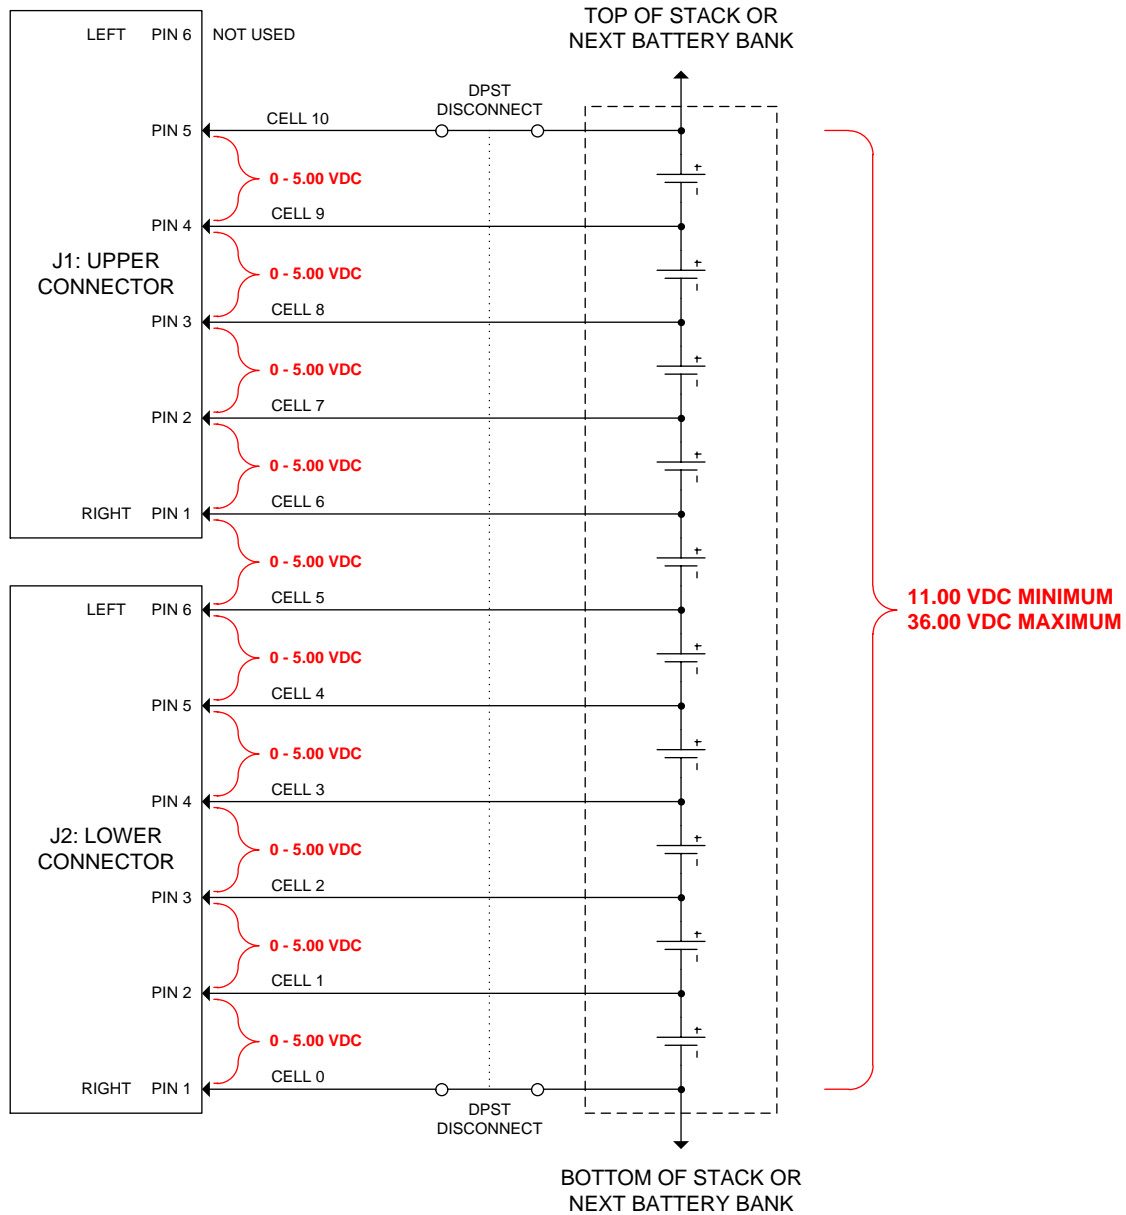 TOP OF STACK OR
NEXT BATTERY BANK
LEFT PIN 6 NOT USED
DPST
DISCONNECT
CELL 10
PIN 5
0 - 5.00 VDC
CELL 9
PIN 4
J1: UPPER
CONNECTOR
0 - 5.00 VDC
CELL 8
PIN 3
0 - 5.00 VDC
CELL 7
PIN 2
0 - 5.00 VDC
CELL 6
RIGHT PIN 1
0 - 5.00 VDC
CELL 5
LEFT PIN 6
11.00 VDC MINIMUM
36.00 VDC MAXIMUM
0 - 5.00 VDC
CELL 4
PIN 5
0 - 5.00 VDC
CELL 3
PIN 4
J2: LOWER
CONNECTOR
0 - 5.00 VDC
CELL 2
PIN 3
0 - 5.00 VDC
CELL 1
PIN 2
0 - 5.00 VDC
CELL 0
RIGHT PIN 1
DPST
DISCONNECT
BOTTOM OF STACK OR
NEXT BATTERY BANK